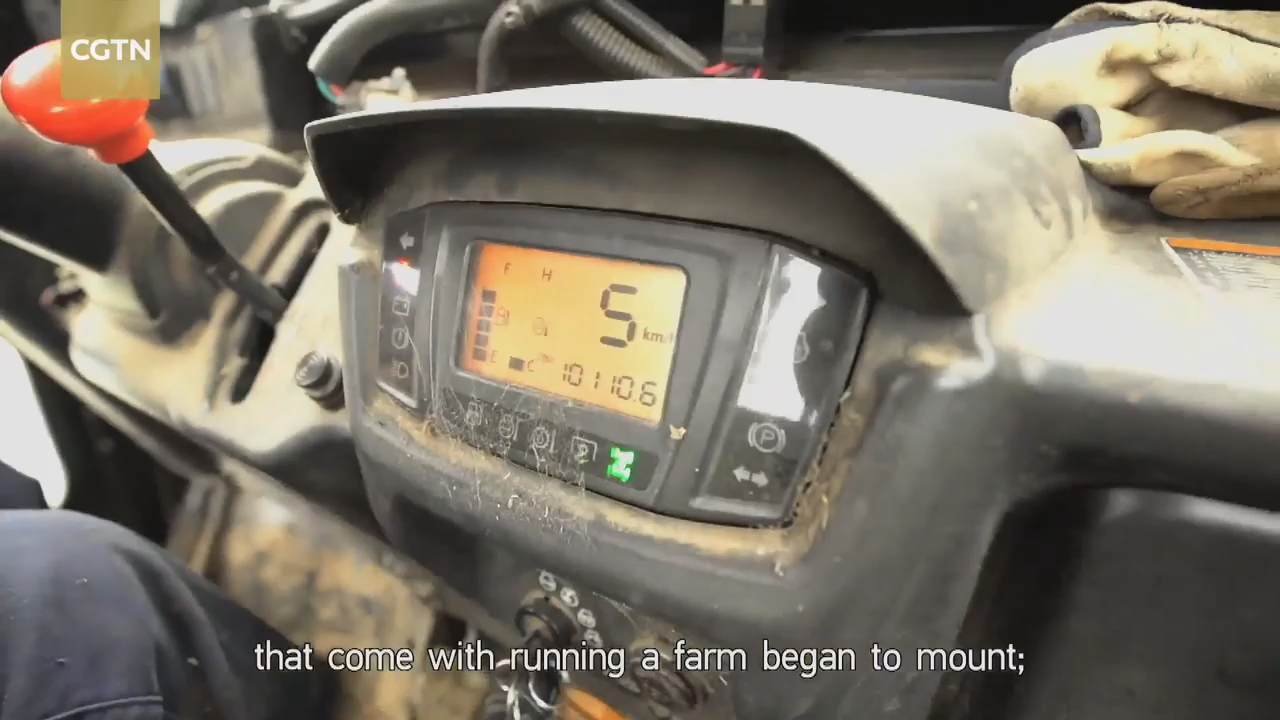 CGTN
F H
5 km/
E C
10110.6
P
that come with running a farm began to mount;